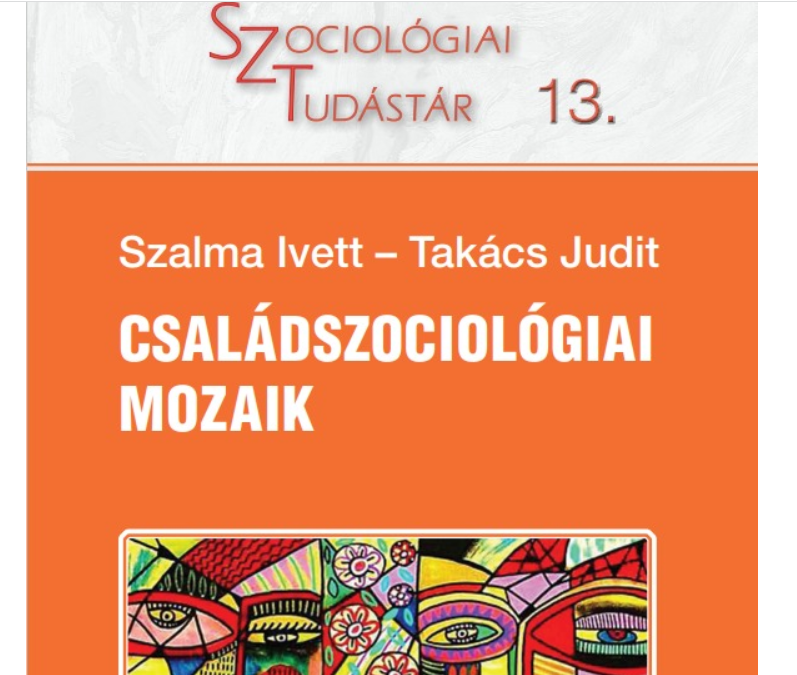 SZOCIOLÓGIAI
TUDÁSTÁR 13.
Szalma Ivett – Takács Judit
CSALÁDSZOCIOLÓGIAI
MOZAIK